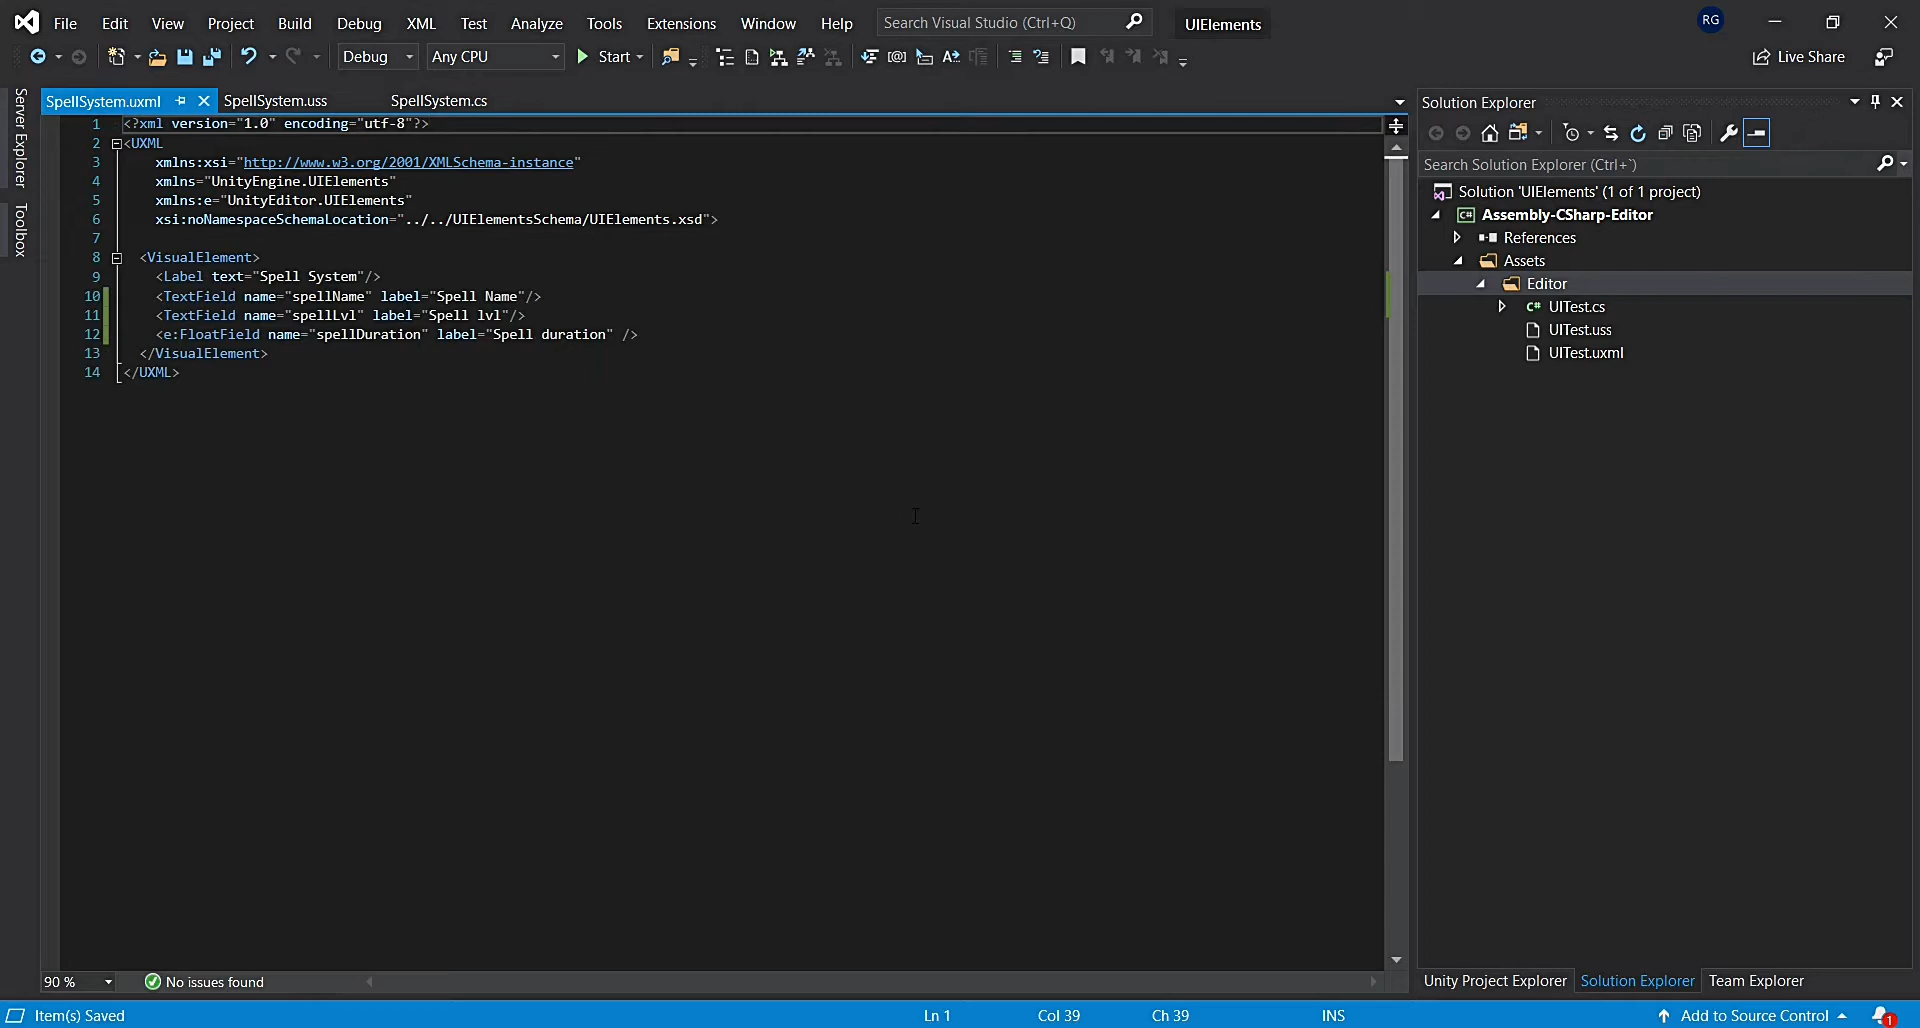 File Edit View Project Build Debug XML Test Analyze Tools Extensions Window Help Search Visual Studio (Ctrl+Q) UIElements RG
Debug Any CPU Start Live Share
Server Explorer
Toolbox
SpellSystem.uxml SpellSystem.uss SpellSystem.cs
1 <?xml version="1.0" encoding="utf-8"?>
2 <UXML
3 xmlns:xsi="http://www.w3.org/2001/XMLSchema-instance"
4 xmlns="UnityEngine.UIElements"
5 xmlns:e="UnityEditor.UIElements"
6 xsi:noNamespaceSchemaLocation="../../UIElementsSchema/UIElements.xsd">
7
8 <VisualElement>
9 <Label text="Spell System"/>
10 <TextField name="spellName" label="Spell Name"/>
11 <TextField name="spellLvl" label="Spell lvl"/>
12 <e:FloatField name="spellDuration" label="Spell duration" />
13 </VisualElement>
14 </UXML>
90 % No issues found
Solution Explorer
Search Solution Explorer (Ctrl+`)
Solution 'UIElements' (1 of 1 project)
C# Assembly-CSharp-Editor
References
Assets
Editor
C# UITest.cs
UITest.uss
UITest.uxml
Unity Project Explorer Solution Explorer Team Explorer
Item(s) Saved Ln 1 Col 39 Ch 39 INS Add to Source Control 1